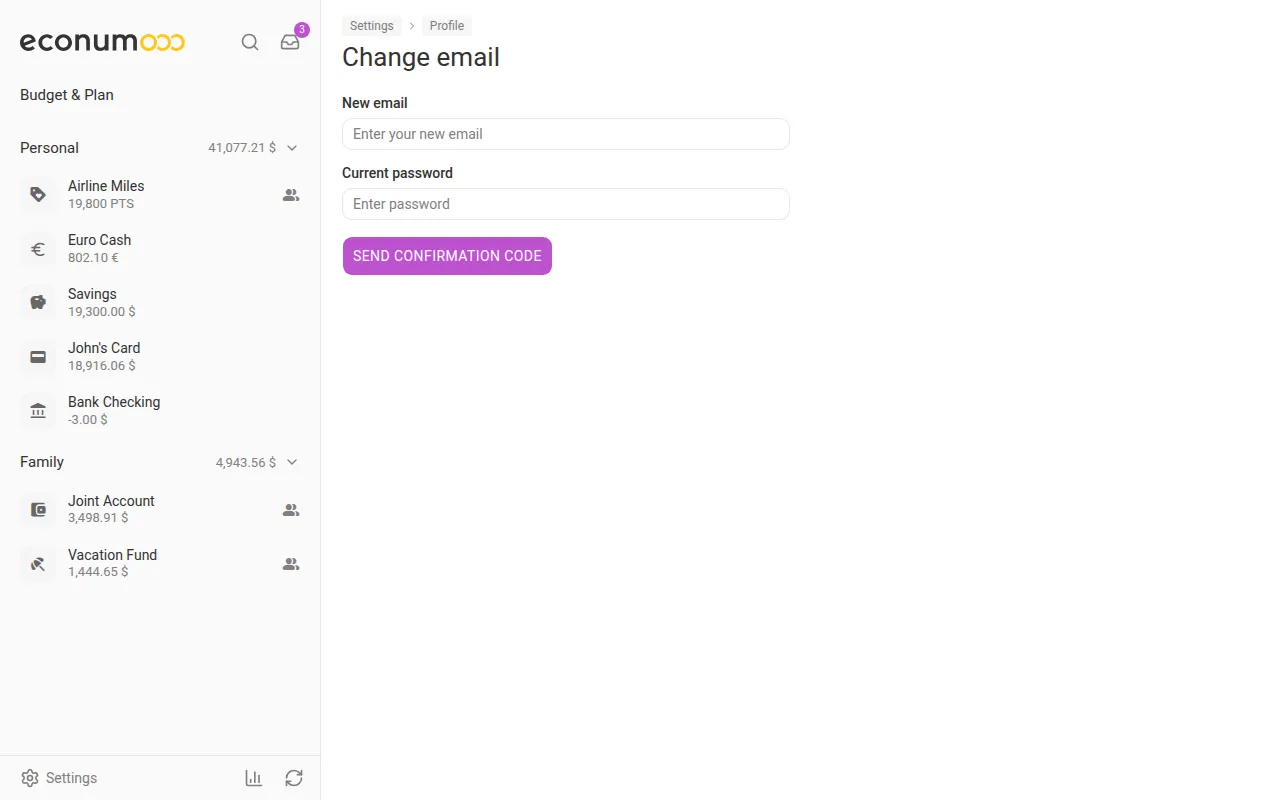 econumo
3
Budget & Plan
Personal 41,077.21 $
Airline Miles
19,800 PTS
Euro Cash
802.10 €
Savings
19,300.00 $
John's Card
18,916.06 $
Bank Checking
-3.00 $
Family 4,943.56 $
Joint Account
3,498.91 $
Vacation Fund
1,444.65 $
Settings
Settings > Profile
Change email
New email
Enter your new email
Current password
Enter password
SEND CONFIRMATION CODE